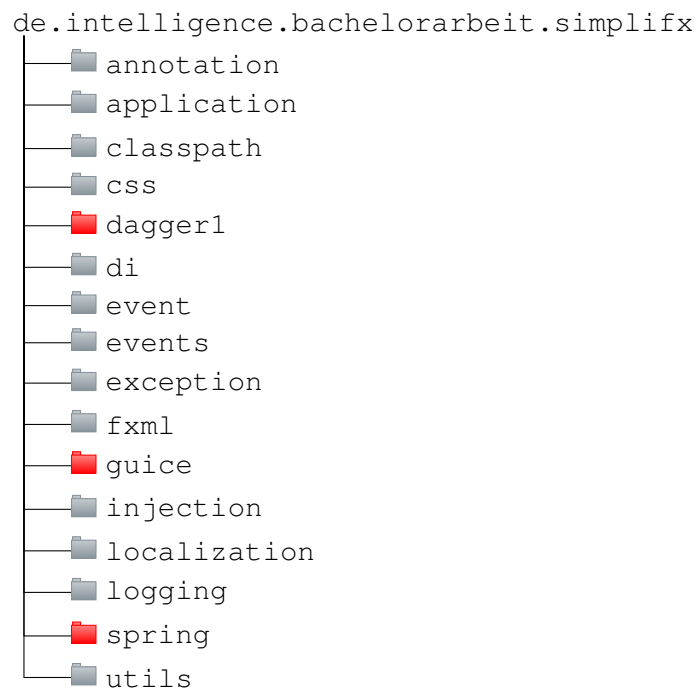 de.intelligence.bachelorarbeit.simplifx
annotation
application
classpath
css
dagger1
di
event
events
exception
fxml
guice
injection
localization
logging
spring
utils